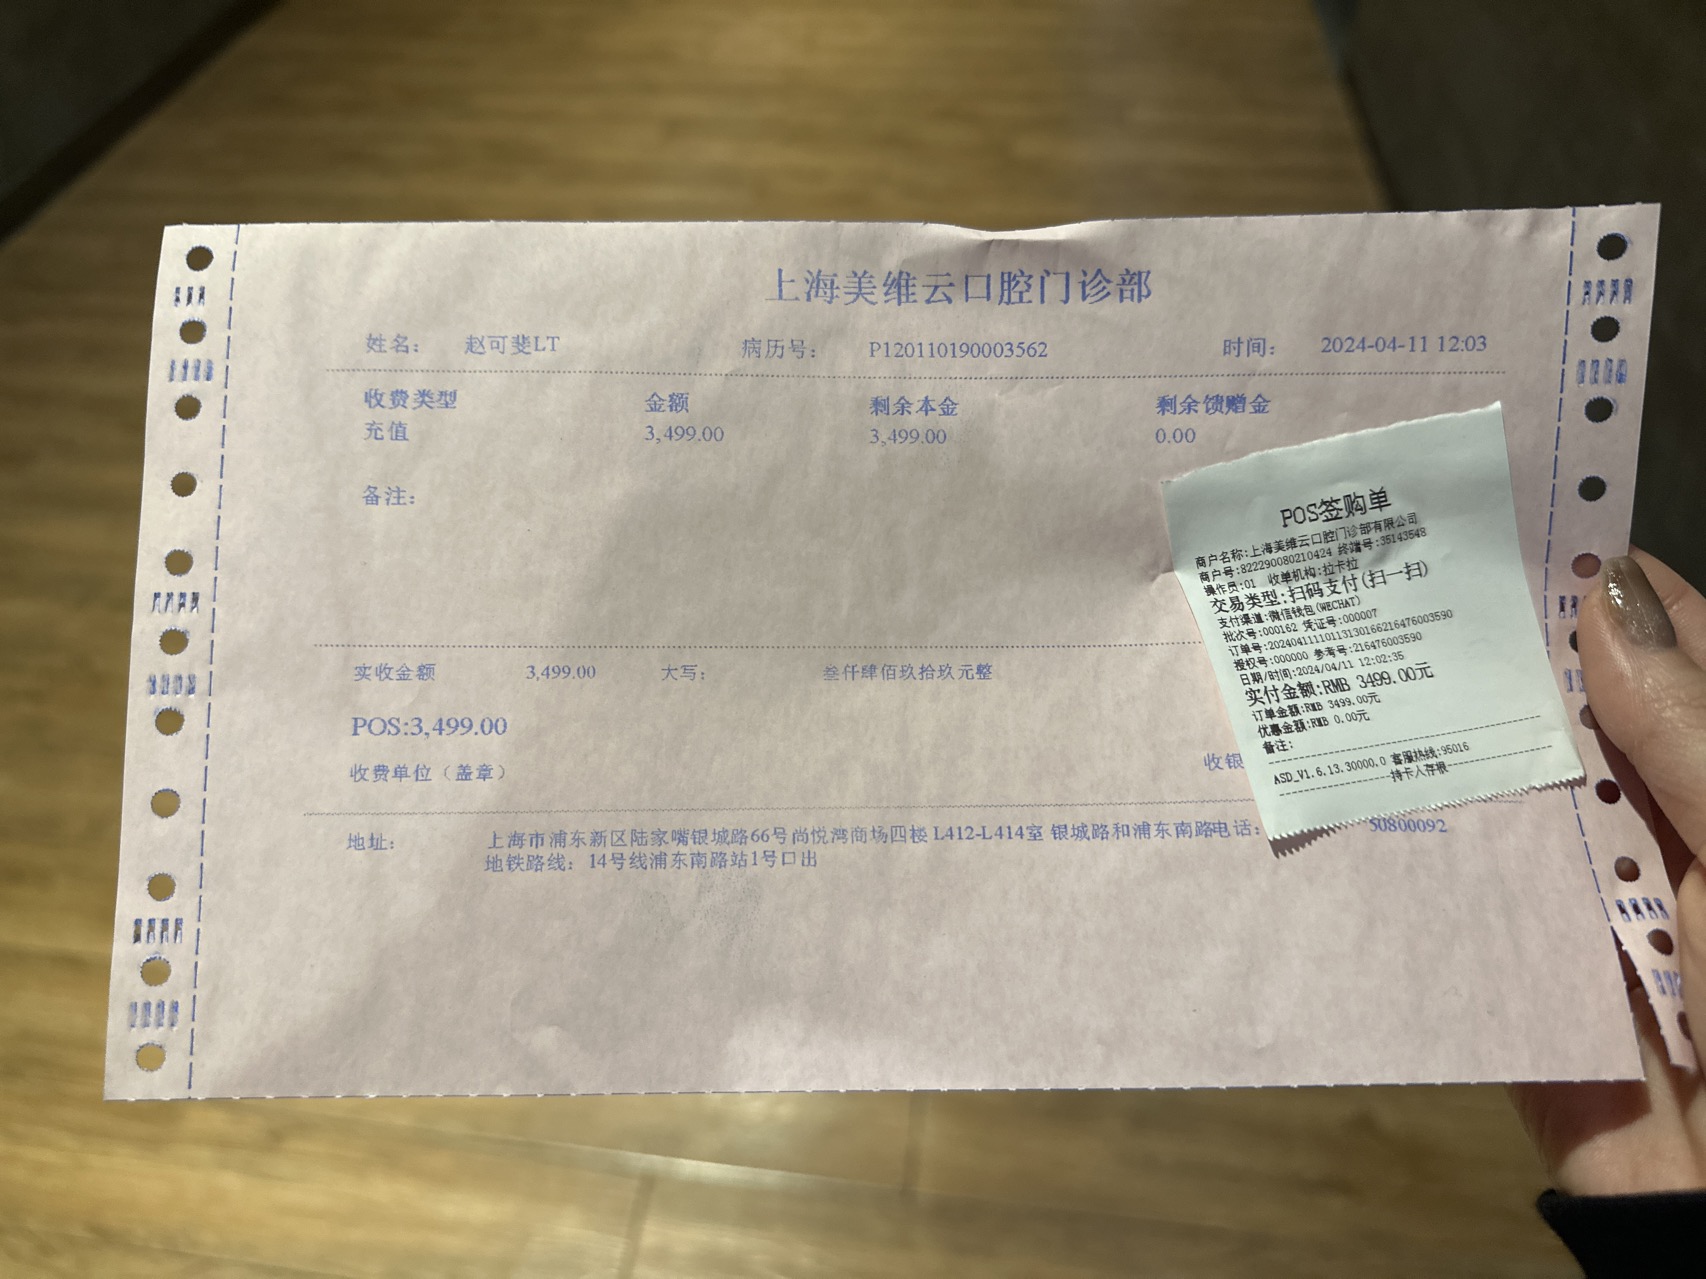 上海美维云口腔门诊部
姓名： 赵可斐LT 病历号： P120110190003562 时间： 2024-04-11 12:03
收费类型 金额 剩余本金 剩余馈赠金
充值 3,499.00 3,499.00 0.00
备注：
实收金额 3,499.00 大写： 叁仟肆佰玖拾玖元整
POS:3,499.00
收费单位（盖章） 收银
地址： 上海市浦东新区陆家嘴银城路66号尚悦湾商场四楼 L412-L414室 银城路和浦东南路 电话： 50800092
地铁路线：14号线浦东南路站1号口出
POS签购单
商户名称:上海美维云口腔门诊部有限公司
商户号:822290080210424 终端号:35143548
操作员:01 收单机构:拉卡拉
交易类型:扫码支付(扫一扫)
支付渠道:微信钱包(WECHAT)
批次号:000162 凭证号:000007
订单号:20240411110113130166216476003590
授权号:000000 参考号:216476003590
日期/时间:2024/04/11 12:02:35
实付金额:RMB 3499.00元
订单金额:RMB 3499.00元
优惠金额:RMB 0.00元
备注:
ASD_V1.6.13.30000.0 客服热线:95016
持卡人存根